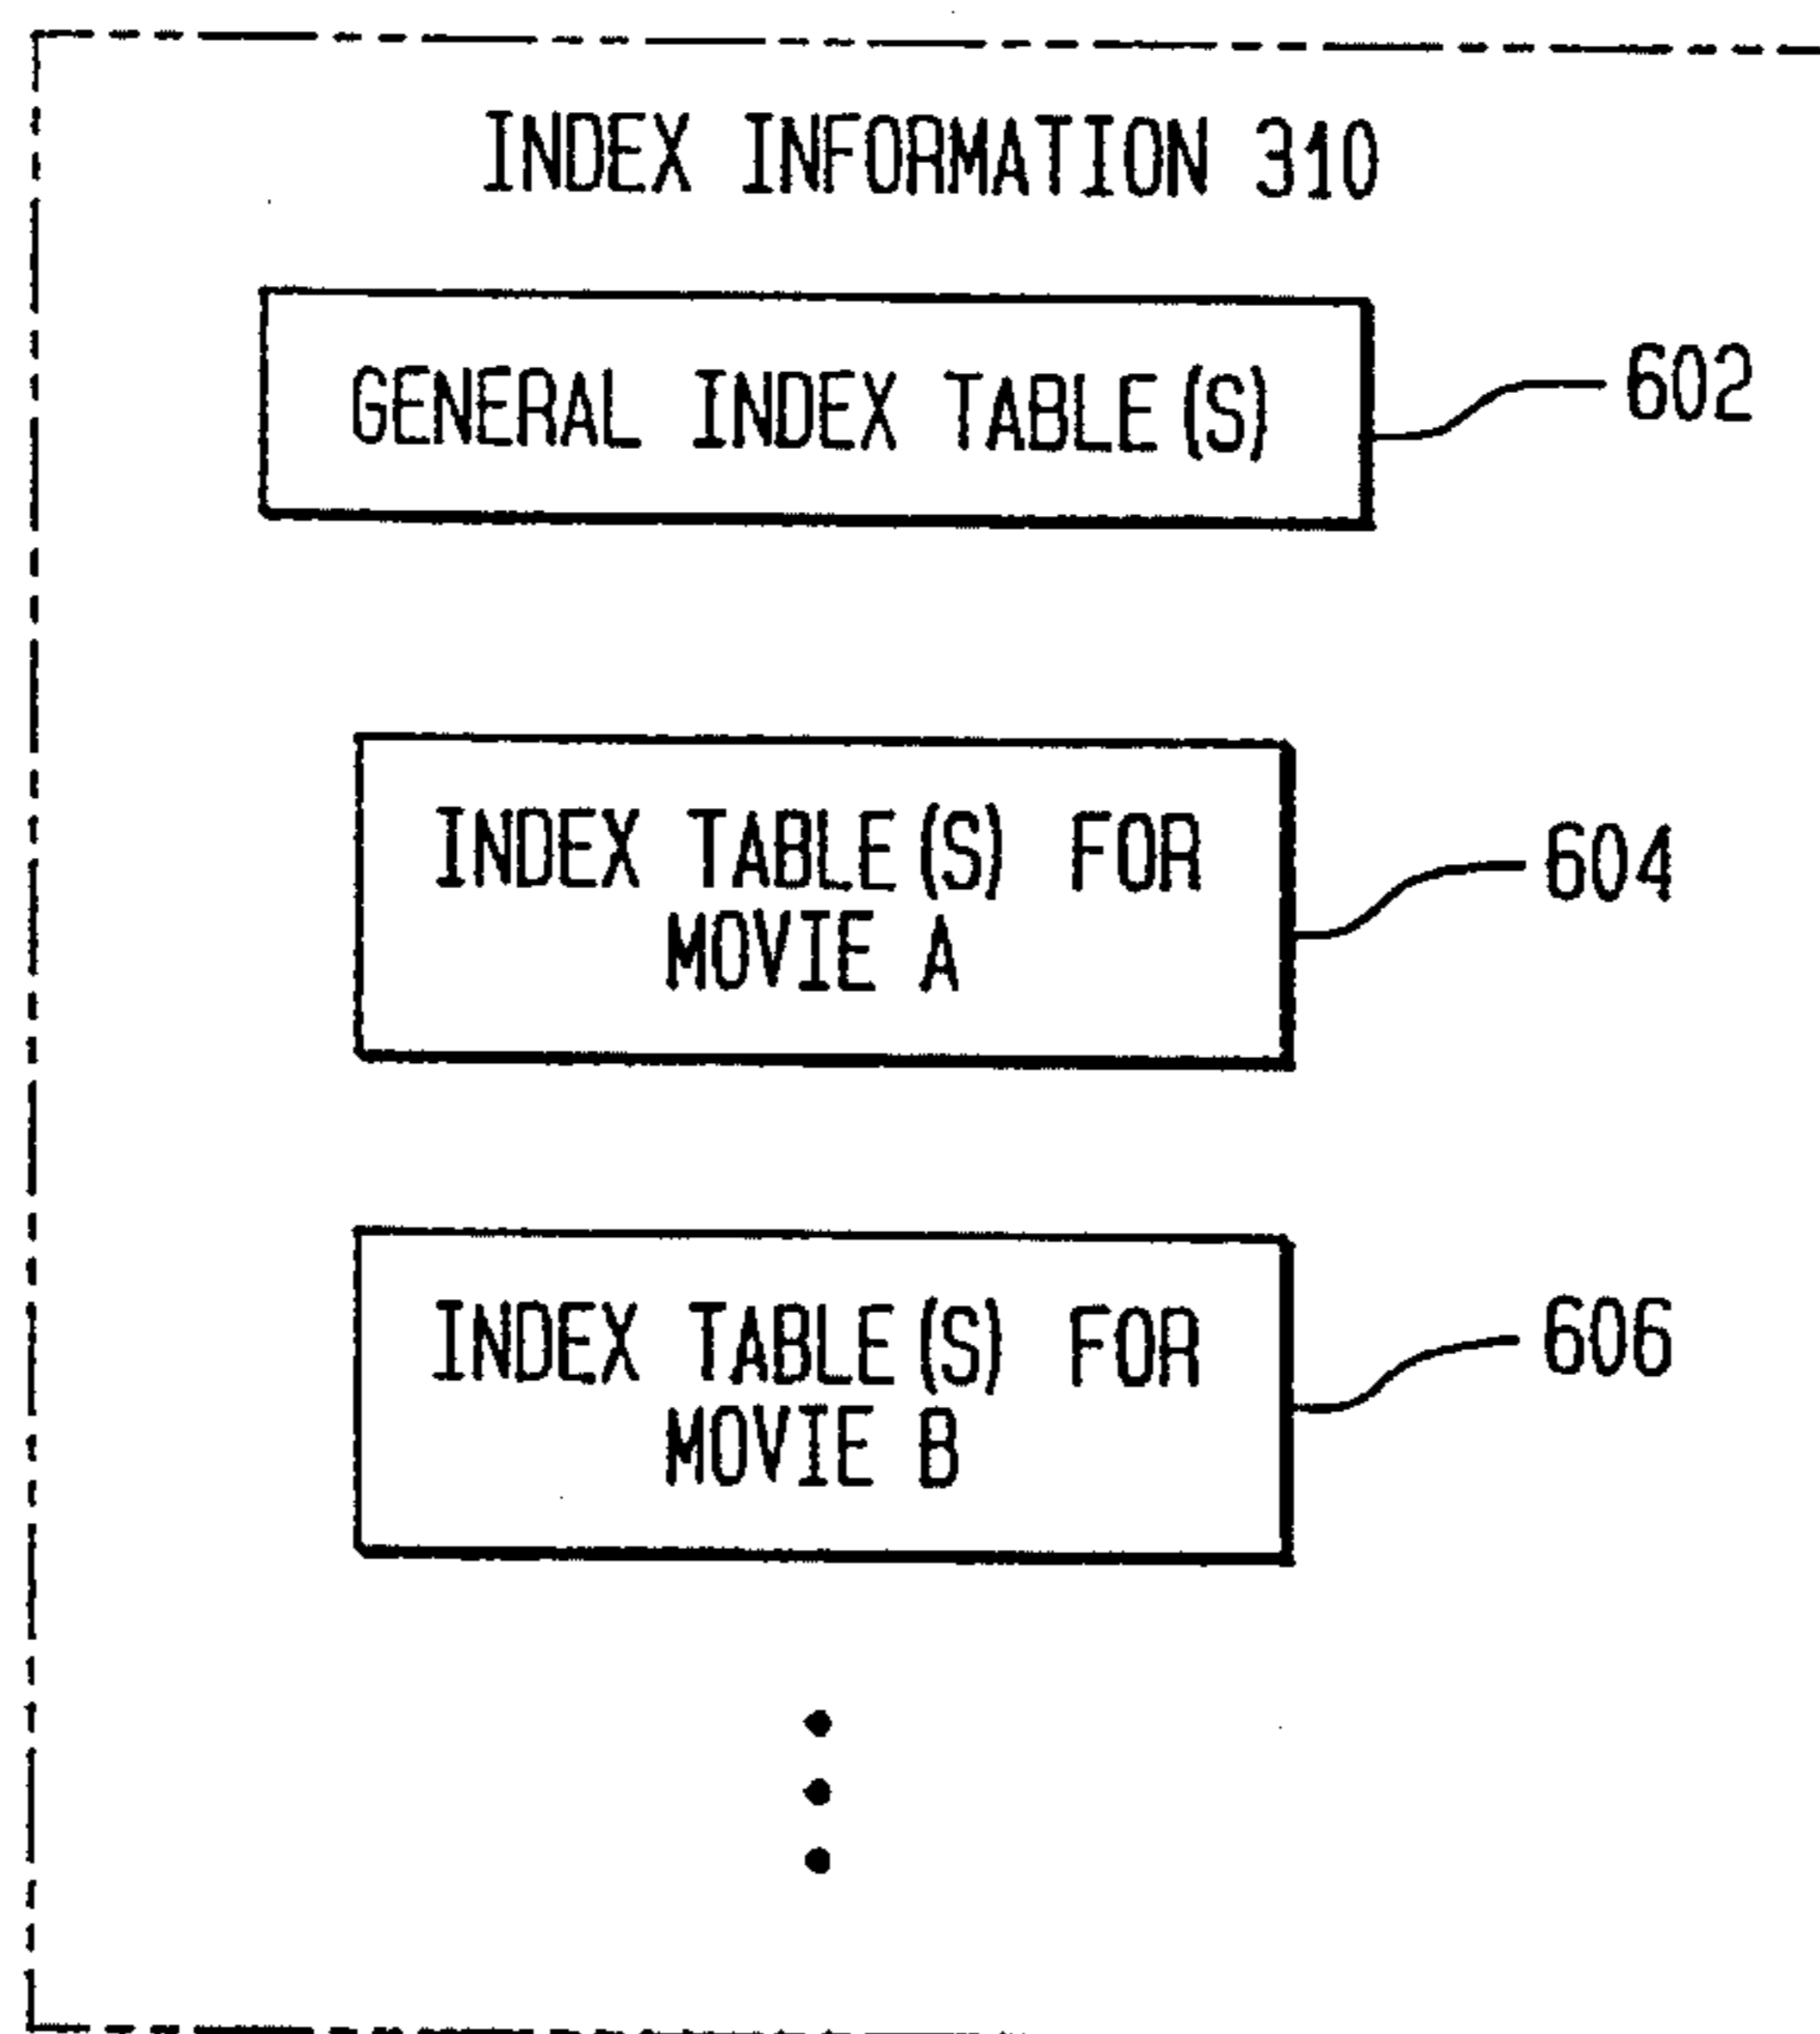 INDEX INFORMATION 310
GENERAL INDEX TABLE(S)
602
INDEX TABLE(S) FOR
MOVIE A
604
INDEX TABLE(S) FOR
MOVIE B
606